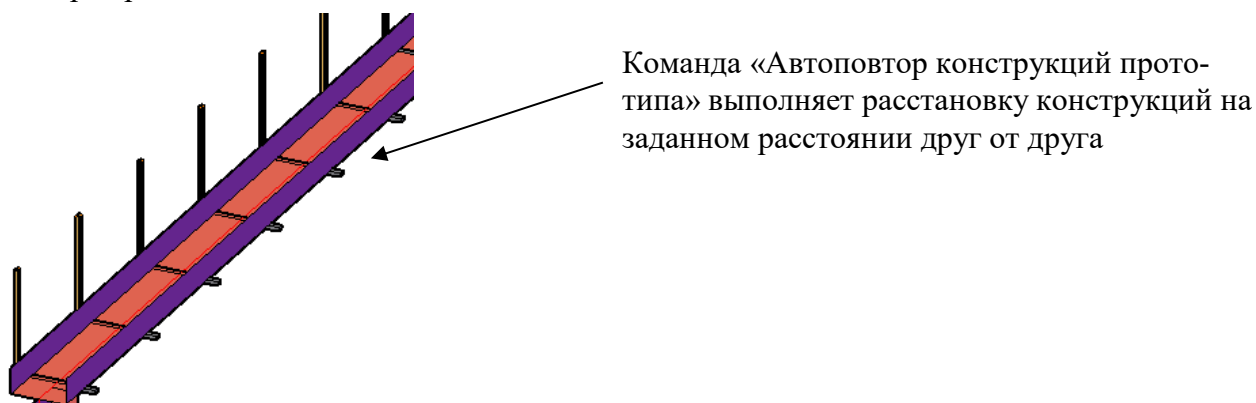 Команда «Автоповтор конструкций прото-
типа» выполняет расстановку конструкций на
заданном расстоянии друг от друга